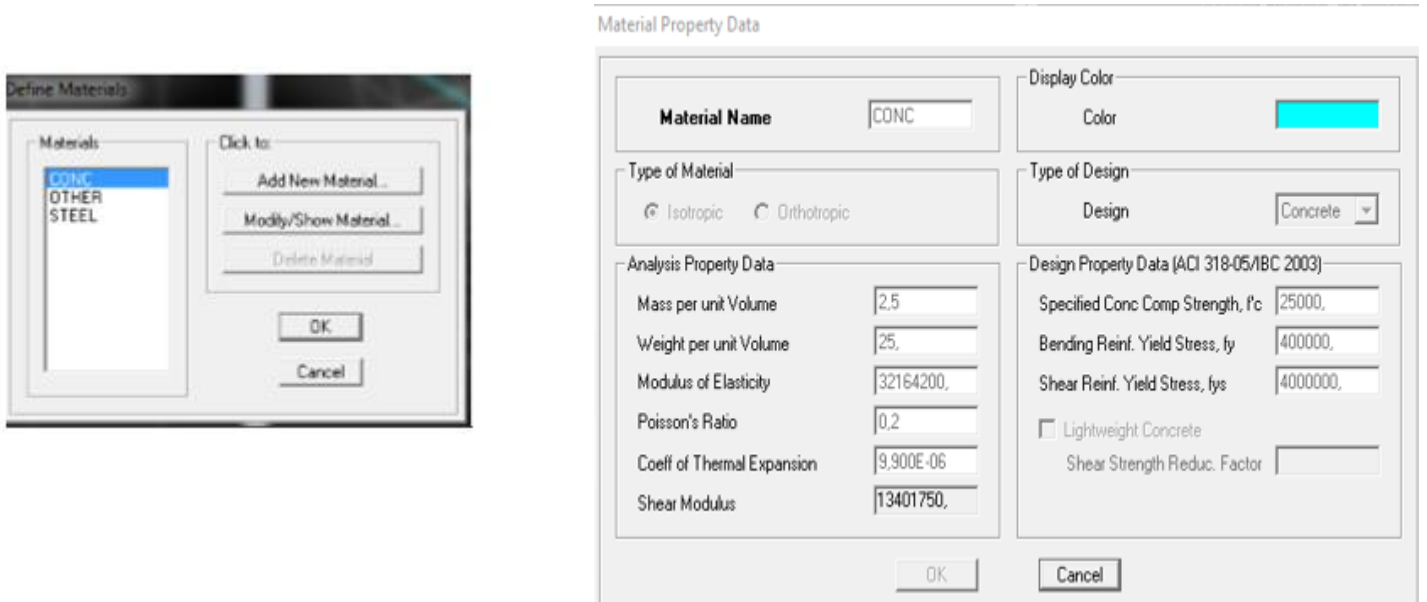 Define Materials
Materials
CONC
OTHER
STEEL
Click to:
Add New Material...
Modify/Show Material...
Delete Material
OK
Cancel
Material Property Data
Material Name CONC
Display Color
Color
Type of Material
Isotropic Orthotropic
Type of Design
Design Concrete
Analysis Property Data
Mass per unit Volume 2,5
Weight per unit Volume 25,
Modulus of Elasticity 32164200,
Poisson's Ratio 0,2
Coeff of Thermal Expansion 9,900E-06
Shear Modulus 13401750,
Design Property Data (ACI 318-05/IBC 2003)
Specified Conc Comp Strength, f'c 25000,
Bending Reinf. Yield Stress, fy 400000,
Shear Reinf. Yield Stress, fys 4000000,
Lightweight Concrete
Shear Strength Reduc. Factor
OK
Cancel